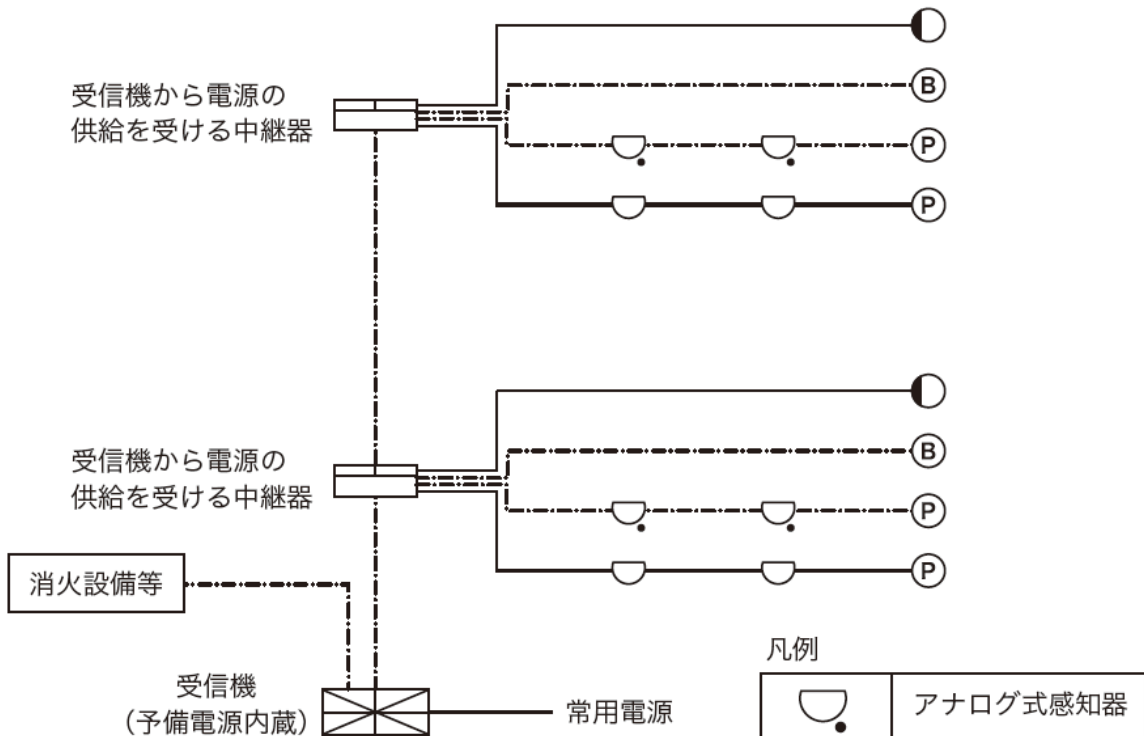 受信機から電源の
供給を受ける中継器
B
P
P
受信機から電源の
供給を受ける中継器
B
P
P
消火設備等
受信機
（予備電源内蔵）
常用電源
凡例
アナログ式感知器